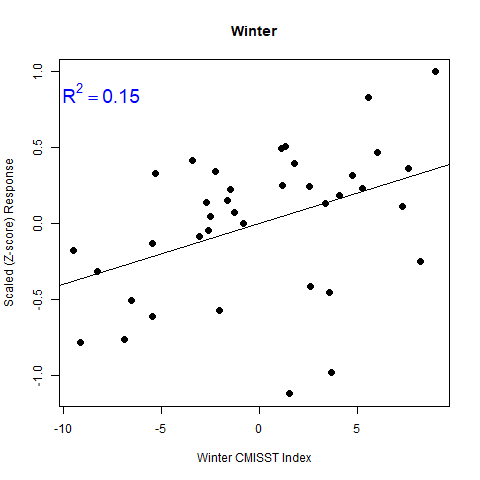 Winter
R² = 0.15
Scaled (Z-score) Response
1.0
0.5
0.0
-0.5
-1.0
-10 -5 0 5
Winter CMISST Index